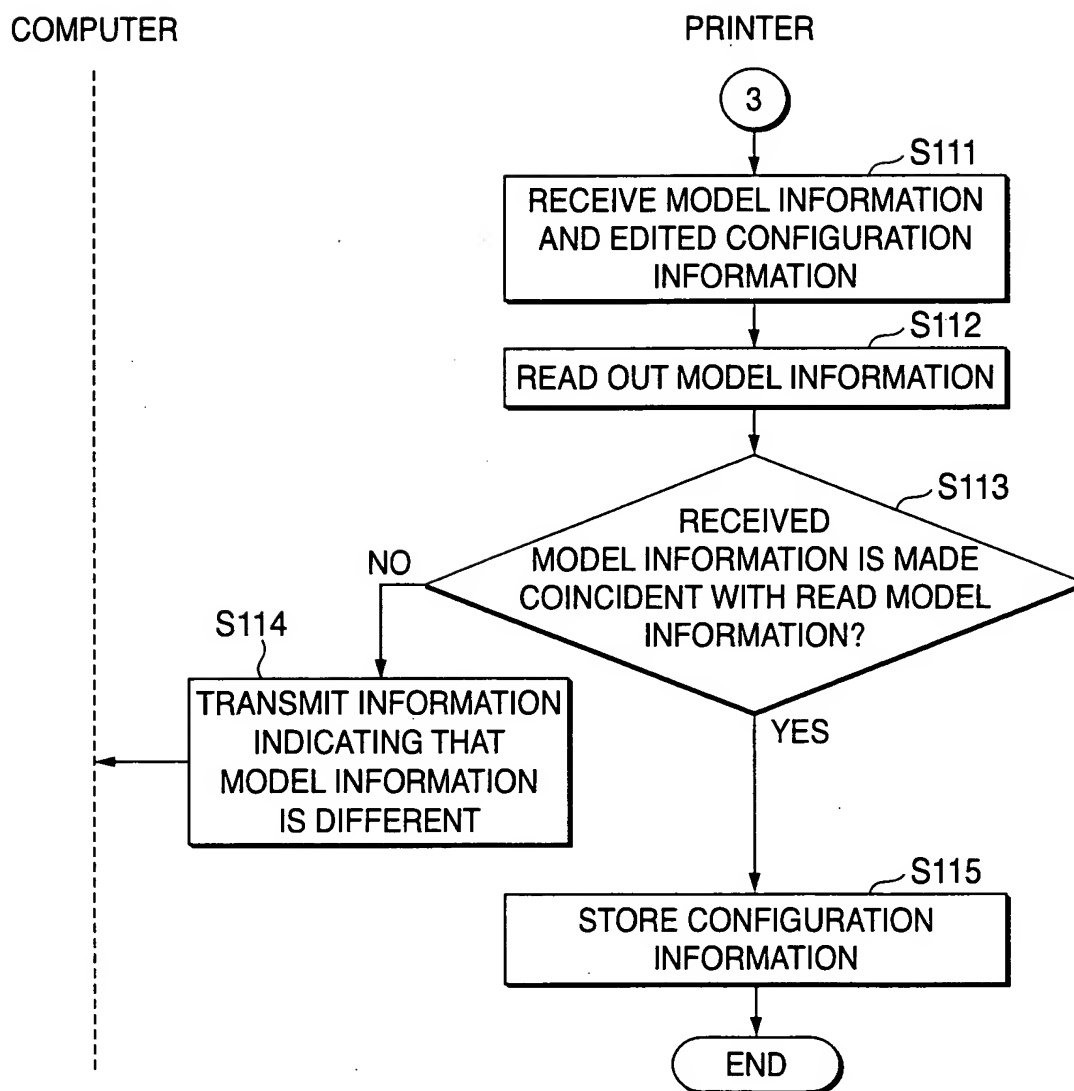 COMPUTER
PRINTER
3
S111
RECEIVE MODEL INFORMATION
AND EDITED CONFIGURATION
INFORMATION
S112
READ OUT MODEL INFORMATION
S113
RECEIVED
MODEL INFORMATION IS MADE
COINCIDENT WITH READ MODEL
INFORMATION?
NO
S114
TRANSMIT INFORMATION
INDICATING THAT
MODEL INFORMATION
IS DIFFERENT
YES
S115
STORE CONFIGURATION
INFORMATION
END